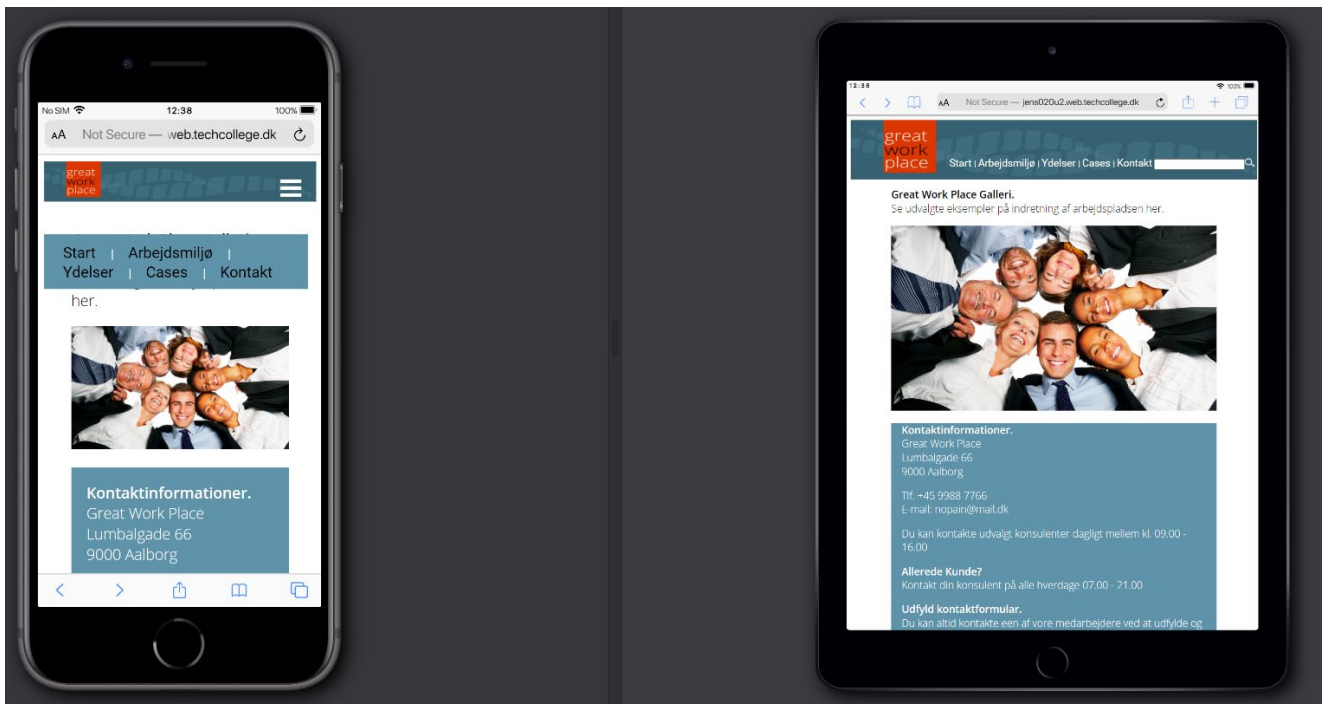 No SIM 12:38 100%
AA Not Secure — web.techcollege.dk
great
work
place
Start | Arbejdsmiljø |
Ydelser | Cases | Kontakt
her.
Kontaktinformationer.
Great Work Place
Lumbalgade 66
9000 Aalborg
12:38 100%
AA Not Secure — jens020u2.web.techcollege.dk
great
work
place
Start | Arbejdsmiljø | Ydelser | Cases | Kontakt
Great Work Place Galleri.
Se udvalgte eksempler på indretning af arbejdspladsen her.
Kontaktinformationer.
Great Work Place
Lumbalgade 66
9000 Aalborg
Tlf. +45 9988 7766
E-mail: nopain@mail.dk
Du kan kontakte udvalgt konsulenter dagligt mellem kl. 09.00 -
16.00
Allerede Kunde?
Kontakt din konsulent på alle hverdage 07.00 - 21.00
Udfyld kontaktformular.
Du kan altid kontakte een af vore medarbejdere ved at udfylde og